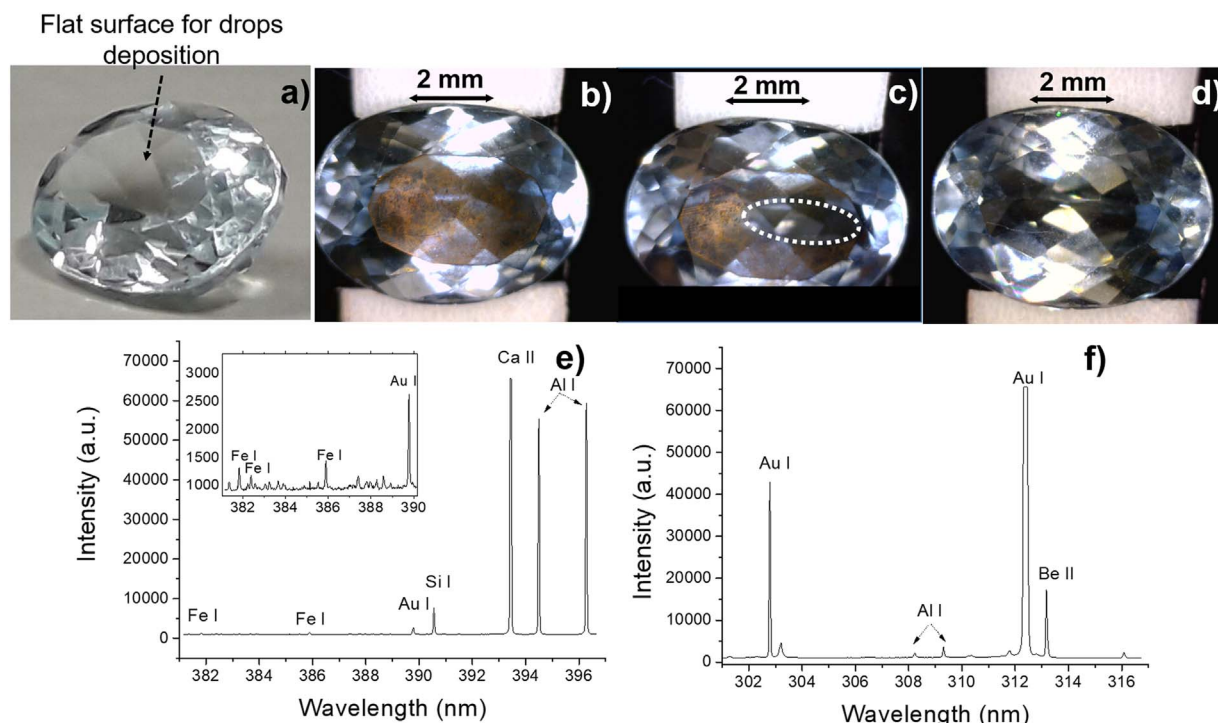 Flat surface for drops
deposition
a)
2 mm
b)
2 mm
c)
2 mm
d)
e)
Intensity (a.u.)
70000
60000
50000
40000
30000
20000
10000
0
3000
2500
2000
1500
1000
Fe I
Fe I
Fe I
Au I
382 384 386 388 390
Fe I
Fe I
Au I
Si I
Ca II
Al I
382 384 386 388 390 392 394 396
Wavelength (nm)
f)
Intensity (a.u.)
70000
60000
50000
40000
30000
20000
10000
0
Au I
Al I
Au I
Be II
302 304 306 308 310 312 314 316
Wavelength (nm)